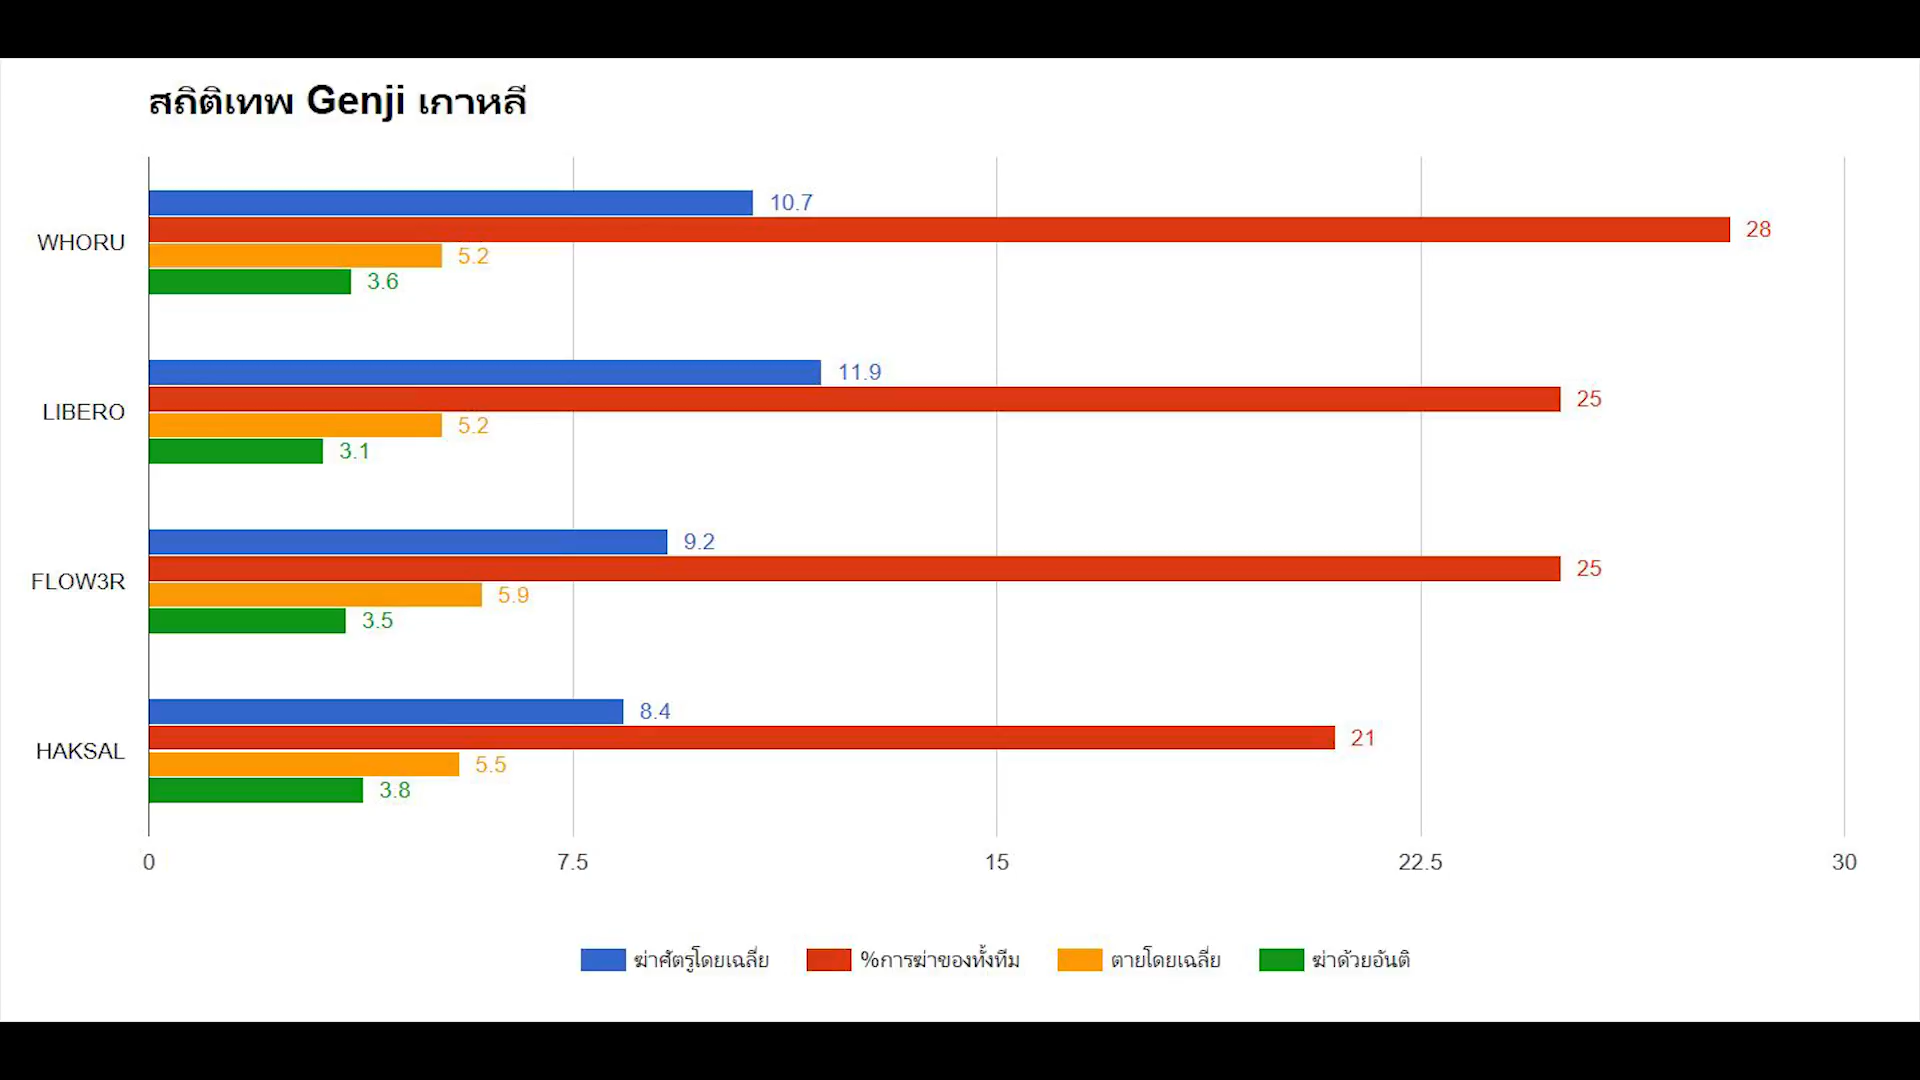 สถิติเทพ Genji เกาหลี
WHORU
10.7
28
5.2
3.6
LIBERO
11.9
25
5.2
3.1
FLOW3R
9.2
25
5.9
3.5
HAKSAL
8.4
21
5.5
3.8
0 7.5 15 22.5 30
ฆ่าศัตรูโดยเฉลี่ย %การฆ่าของทั้งทีม ตายโดยเฉลี่ย ฆ่าด้วยอันติ